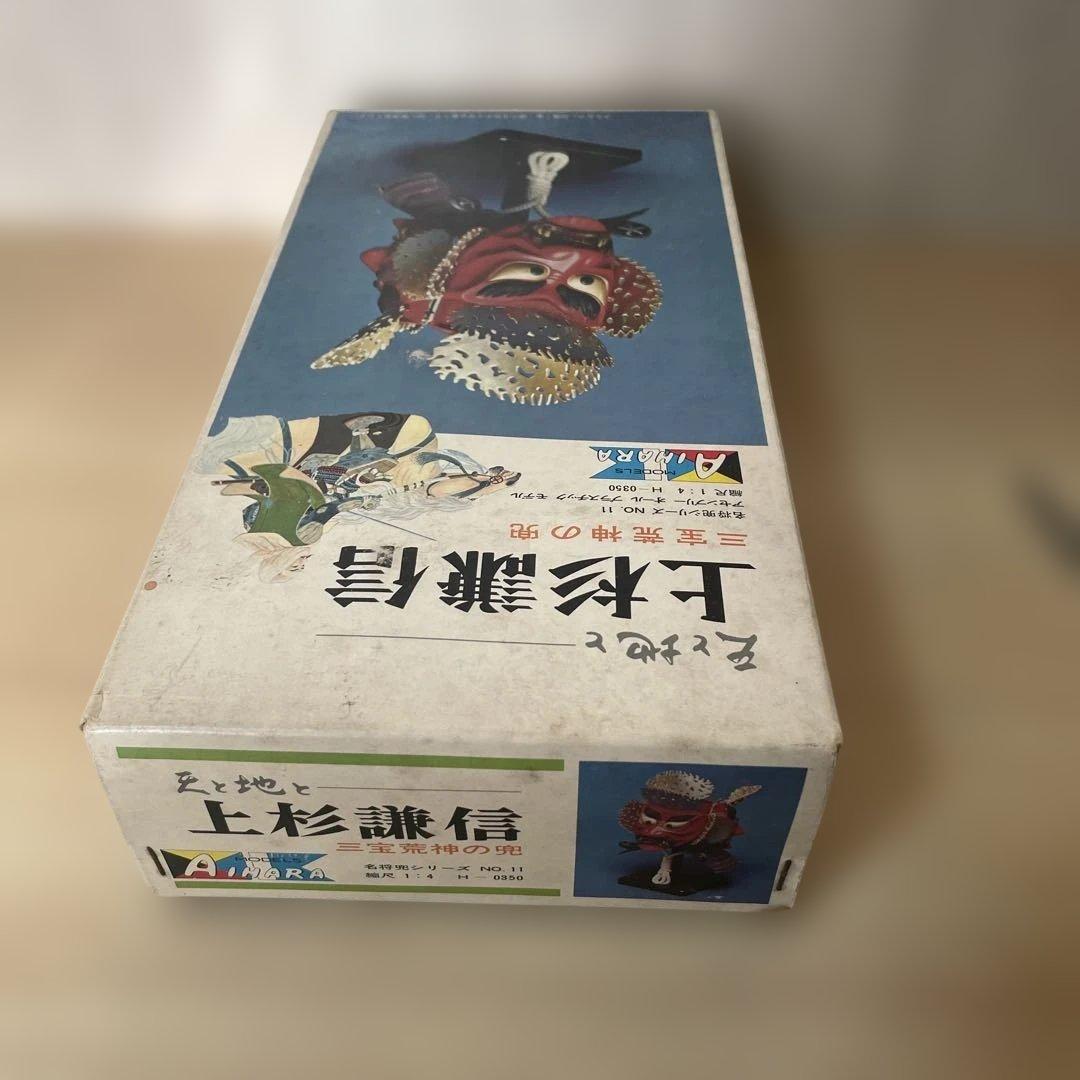 天と地と
上杉謙信
三宝荒神の兜
名将兜シリーズ NO. 11
アセンブリー オール プラスチック モデル
縮尺 1:4 H-0350
MODELS
AIHARA
天と地と
上杉謙信
三宝荒神の兜
MODELS
AIHARA
名将兜シリーズ NO. 11
縮尺 1:4 H-0350